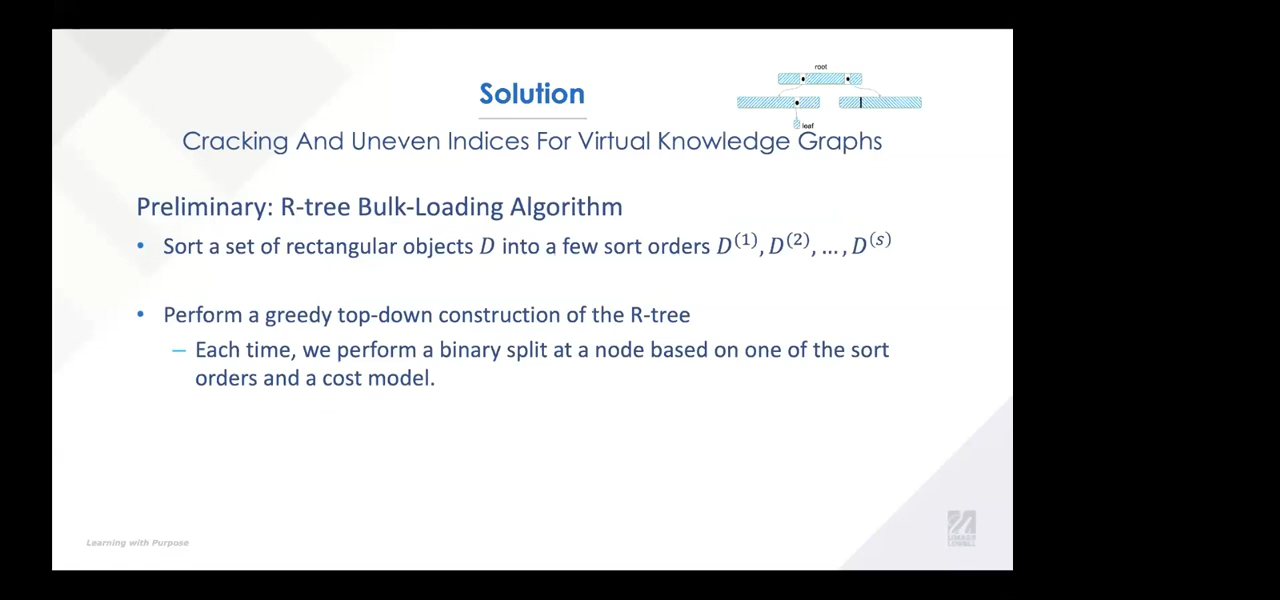 root
Solution
leaf
Cracking And Uneven Indices For Virtual Knowledge Graphs
Preliminary: R-tree Bulk-Loading Algorithm
• Sort a set of rectangular objects D into a few sort orders D⁽¹⁾, D⁽²⁾, … , D⁽ˢ⁾
• Perform a greedy top-down construction of the R-tree
– Each time, we perform a binary split at a node based on one of the sort
orders and a cost model.
Learning with Purpose
UMASS
LOWELL